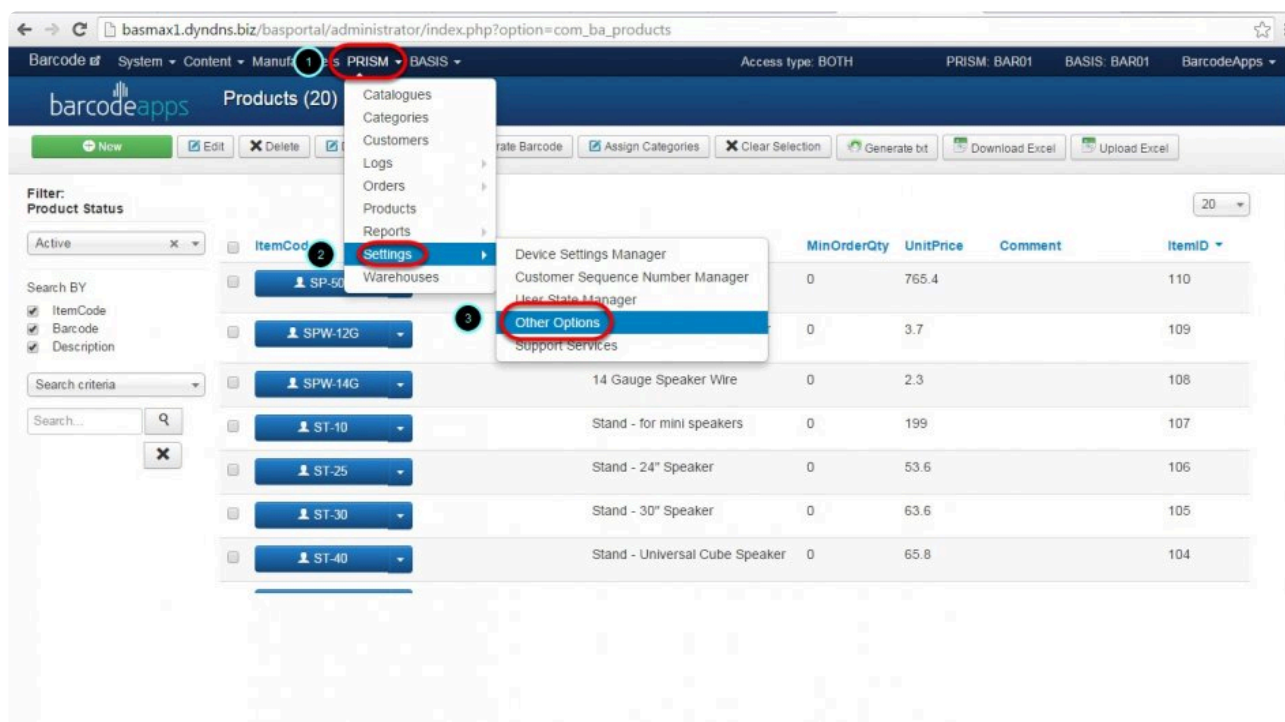 basmax1.dyndns.biz/basportal/administrator/index.php?option=com_ba_products
Barcode System Content PRISM BASIS Access type: BOTH PRISM: BAR01 BASIS: BAR01 BarcodeApps
1
barcodeapps Products (20)
Catalogues
Categories
Customers
Logs
Orders
Products
Reports
Settings
Warehouses
2
New Edit Delete Barcode Assign Categories Clear Selection Generate txt Download Excel Upload Excel
Filter:
Product Status
Active
Search BY
ItemCode
Barcode
Description
Search criteria
Search...
20
Device Settings Manager
Customer Sequence Number Manager
User State Manager
Other Options
Support Services
3
MinOrderQty UnitPrice Comment ItemID
0 765.4 110
SPW-12G 0 3.7 109
SPW-14G 14 Gauge Speaker Wire 0 2.3 108
ST-10 Stand - for mini speakers 0 199 107
ST-25 Stand - 24" Speaker 0 53.6 106
ST-30 Stand - 30" Speaker 0 63.6 105
ST-40 Stand - Universal Cube Speaker 0 65.8 104